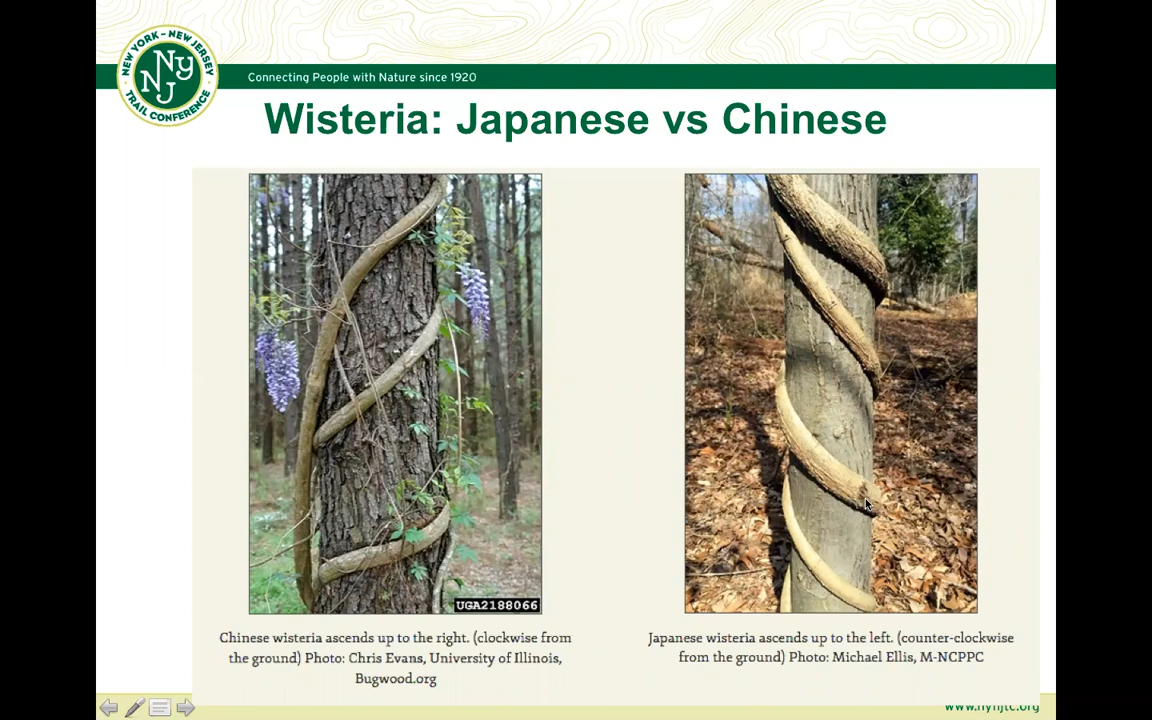 NEW YORK - NEW JERSEY
NY
NJ
TRAIL CONFERENCE
Connecting People with Nature since 1920
Wisteria: Japanese vs Chinese
UGA2188066
Chinese wisteria ascends up to the right. (clockwise from
the ground) Photo: Chris Evans, University of Illinois,
Bugwood.org
Japanese wisteria ascends up to the left. (counter-clockwise
from the ground) Photo: Michael Ellis, M-NCPPC
www.nynjtc.org